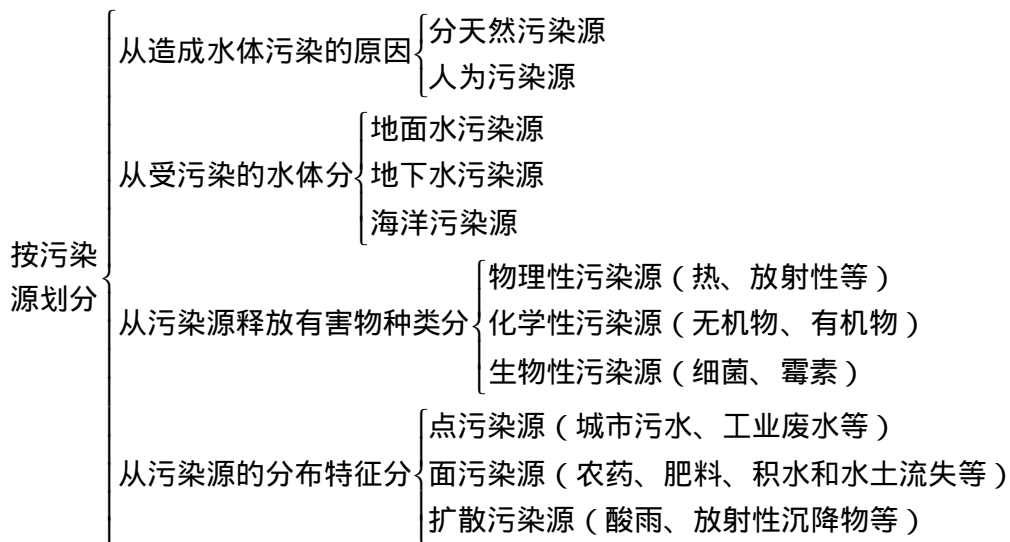 按污染
源划分
从造成水体污染的原因
分天然污染源
人为污染源
从受污染的水体分
地面水污染源
地下水污染源
海洋污染源
从污染源释放有害物种类分
物理性污染源（热、放射性等）
化学性污染源（无机物、有机物）
生物性污染源（细菌、霉素）
从污染源的分布特征分
点污染源（城市污水、工业废水等）
面污染源（农药、肥料、积水和水土流失等）
扩散污染源（酸雨、放射性沉降物等）